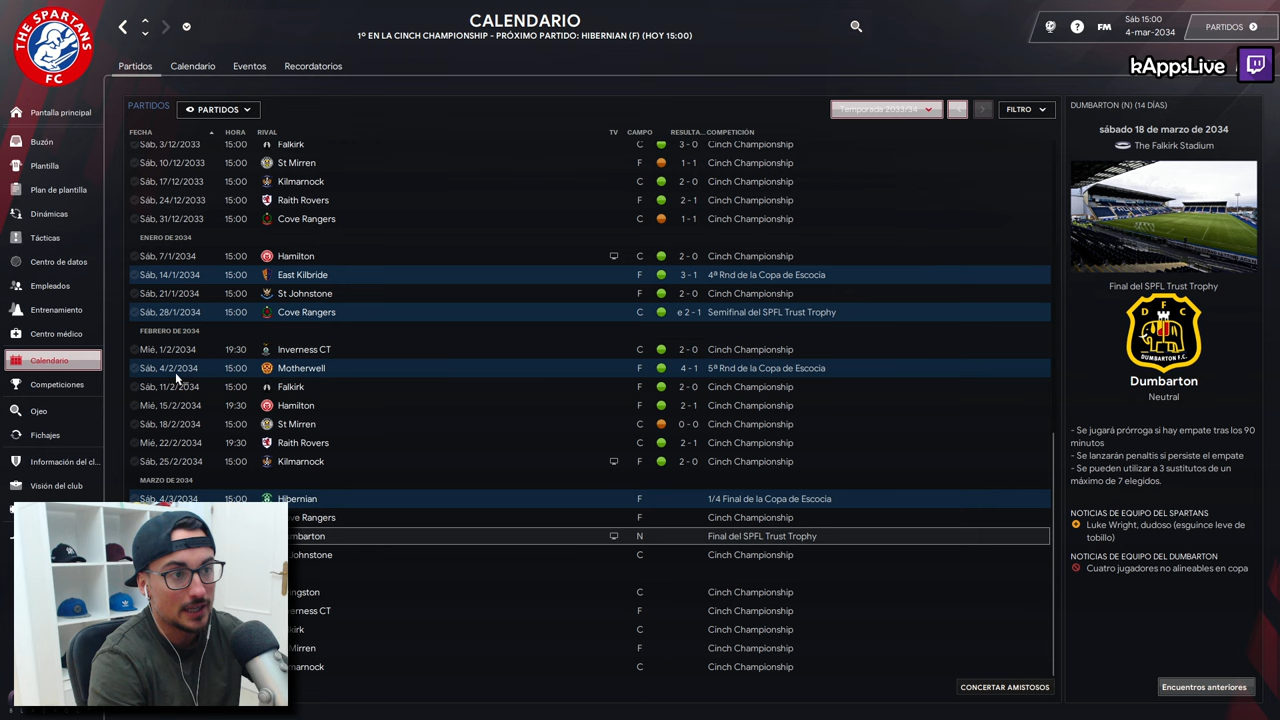 THE SPARTANS
FC
CALENDARIO
1º EN LA CINCH CHAMPIONSHIP - PRÓXIMO PARTIDO: HIBERNIAN (F) (HOY 15:00)
FM
Sáb 15:00
4-mar-2034
PARTIDOS
kAppsLive
Partidos Calendario Eventos Recordatorios
Pantalla principal
Buzón
Plantilla
Plan de plantilla
Dinámicas
Tácticas
Centro de datos
Empleados
Entrenamiento
Centro médico
Calendario
Competiciones
Ojeo
Fichajes
Información del cl...
Visión del club
PARTIDOS PARTIDOS Temporada 2033/34 FILTRO
FECHA HORA RIVAL TV CAMPO RESULTA... COMPETICIÓN
Sáb, 3/12/2033 15:00 Falkirk C 3 - 0 Cinch Championship
Sáb, 10/12/2033 15:00 St Mirren F 1 - 1 Cinch Championship
Sáb, 17/12/2033 15:00 Kilmarnock C 2 - 0 Cinch Championship
Sáb, 24/12/2033 15:00 Raith Rovers F 2 - 1 Cinch Championship
Sáb, 31/12/2033 15:00 Cove Rangers C 1 - 1 Cinch Championship
ENERO DE 2034
Sáb, 7/1/2034 15:00 Hamilton C 2 - 0 Cinch Championship
Sáb, 14/1/2034 15:00 East Kilbride F 3 - 1 4ª Rnd de la Copa de Escocia
Sáb, 21/1/2034 15:00 St Johnstone F 2 - 0 Cinch Championship
Sáb, 28/1/2034 15:00 Cove Rangers C e 2 - 1 Semifinal del SPFL Trust Trophy
FEBRERO DE 2034
Mié, 1/2/2034 19:30 Inverness CT C 2 - 0 Cinch Championship
Sáb, 4/2/2034 15:00 Motherwell F 4 - 1 5ª Rnd de la Copa de Escocia
Sáb, 11/2/2034 15:00 Falkirk F 2 - 0 Cinch Championship
Mié, 15/2/2034 19:30 Hamilton F 2 - 1 Cinch Championship
Sáb, 18/2/2034 15:00 St Mirren C 0 - 0 Cinch Championship
Mié, 22/2/2034 19:30 Raith Rovers C 2 - 1 Cinch Championship
Sáb, 25/2/2034 15:00 Kilmarnock F 2 - 0 Cinch Championship
MARZO DE 2034
Sáb, 4/3/2034 15:00 Hibernian F 1/4 Final de la Copa de Escocia
Rangers F Cinch Championship
mbarton N Final del SPFL Trust Trophy
Johnstone C Cinch Championship
ngston C Cinch Championship
erness CT F Cinch Championship
kirk C Cinch Championship
Mirren F Cinch Championship
marnock C Cinch Championship
CONCERTAR AMISTOSOS
DUMBARTON (N) (14 DÍAS)
sábado 18 de marzo de 2034
The Falkirk Stadium
Final del SPFL Trust Trophy
D F C
DUMBARTON F.C.
Dumbarton
Neutral
- Se jugará prórroga si hay empate tras los 90
minutos
- Se lanzarán penaltis si persiste el empate
- Se pueden utilizar a 3 sustitutos de un
máximo de 7 elegidos.
NOTICIAS DE EQUIPO DEL SPARTANS
Luke Wright, dudoso (esguince leve de
tobillo)
NOTICIAS DE EQUIPO DEL DUMBARTON
Cuatro jugadores no alineables en copa
Encuentros anteriores